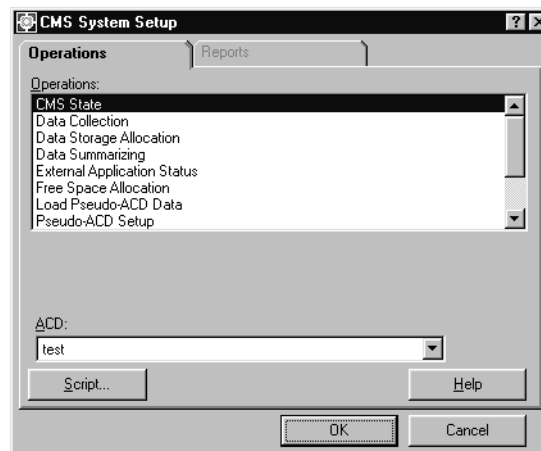 CMS System Setup
Operations
Reports
Operations:
CMS State
Data Collection
Data Storage Allocation
Data Summarizing
External Application Status
Free Space Allocation
Load Pseudo-ACD Data
Pseudo-ACD Setup
ACD:
test
Script...
Help
OK
Cancel